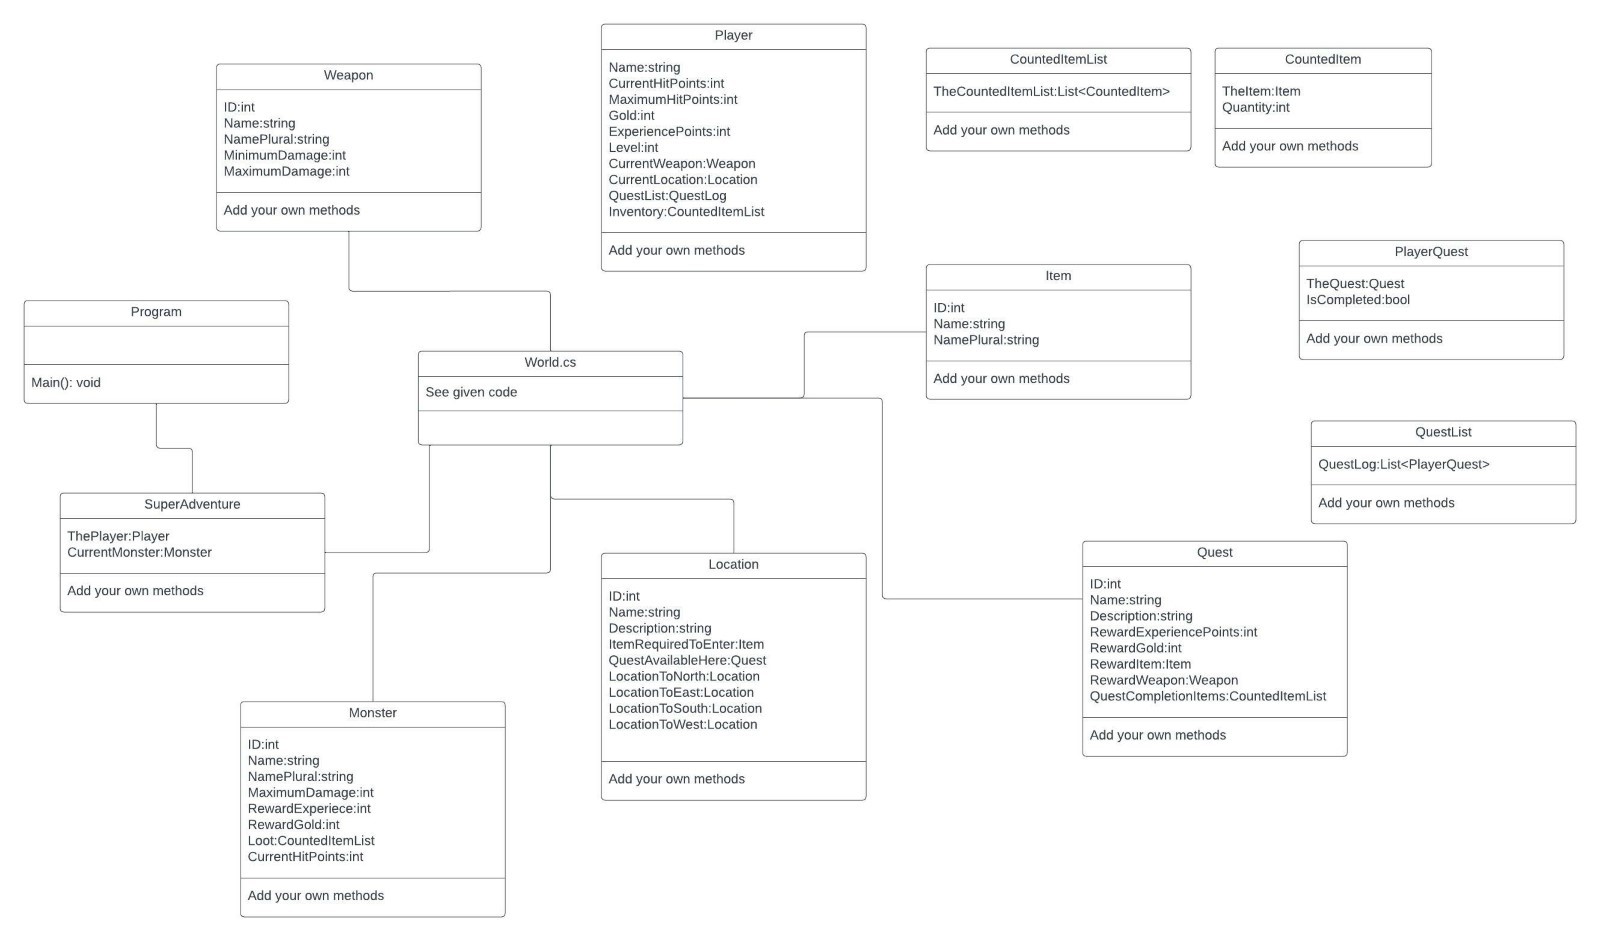 Weapon
ID:int
Name:string
NamePlural:string
MinimumDamage:int
MaximumDamage:int
Add your own methods
Player
Name:string
CurrentHitPoints:int
MaximumHitPoints:int
Gold:int
ExperiencePoints:int
Level:int
CurrentWeapon:Weapon
CurrentLocation:Location
QuestList:QuestLog
Inventory:CountedItemList
Add your own methods
CountedItemList
TheCountedItemList:List<CountedItem>
Add your own methods
CountedItem
TheItem:Item
Quantity:int
Add your own methods
PlayerQuest
TheQuest:Quest
IsCompleted:bool
Add your own methods
Item
ID:int
Name:string
NamePlural:string
Add your own methods
Program
Main(): void
World.cs
See given code
QuestList
QuestLog:List<PlayerQuest>
Add your own methods
SuperAdventure
ThePlayer:Player
CurrentMonster:Monster
Add your own methods
Location
ID:int
Name:string
Description:string
ItemRequiredToEnter:Item
QuestAvailableHere:Quest
LocationToNorth:Location
LocationToEast:Location
LocationToSouth:Location
LocationToWest:Location
Add your own methods
Quest
ID:int
Name:string
Description:string
RewardExperiencePoints:int
RewardGold:int
RewardItem:Item
RewardWeapon:Weapon
QuestCompletionItems:CountedItemList
Add your own methods
Monster
ID:int
Name:string
NamePlural:string
MaximumDamage:int
RewardExperiece:int
RewardGold:int
Loot:CountedItemList
CurrentHitPoints:int
Add your own methods